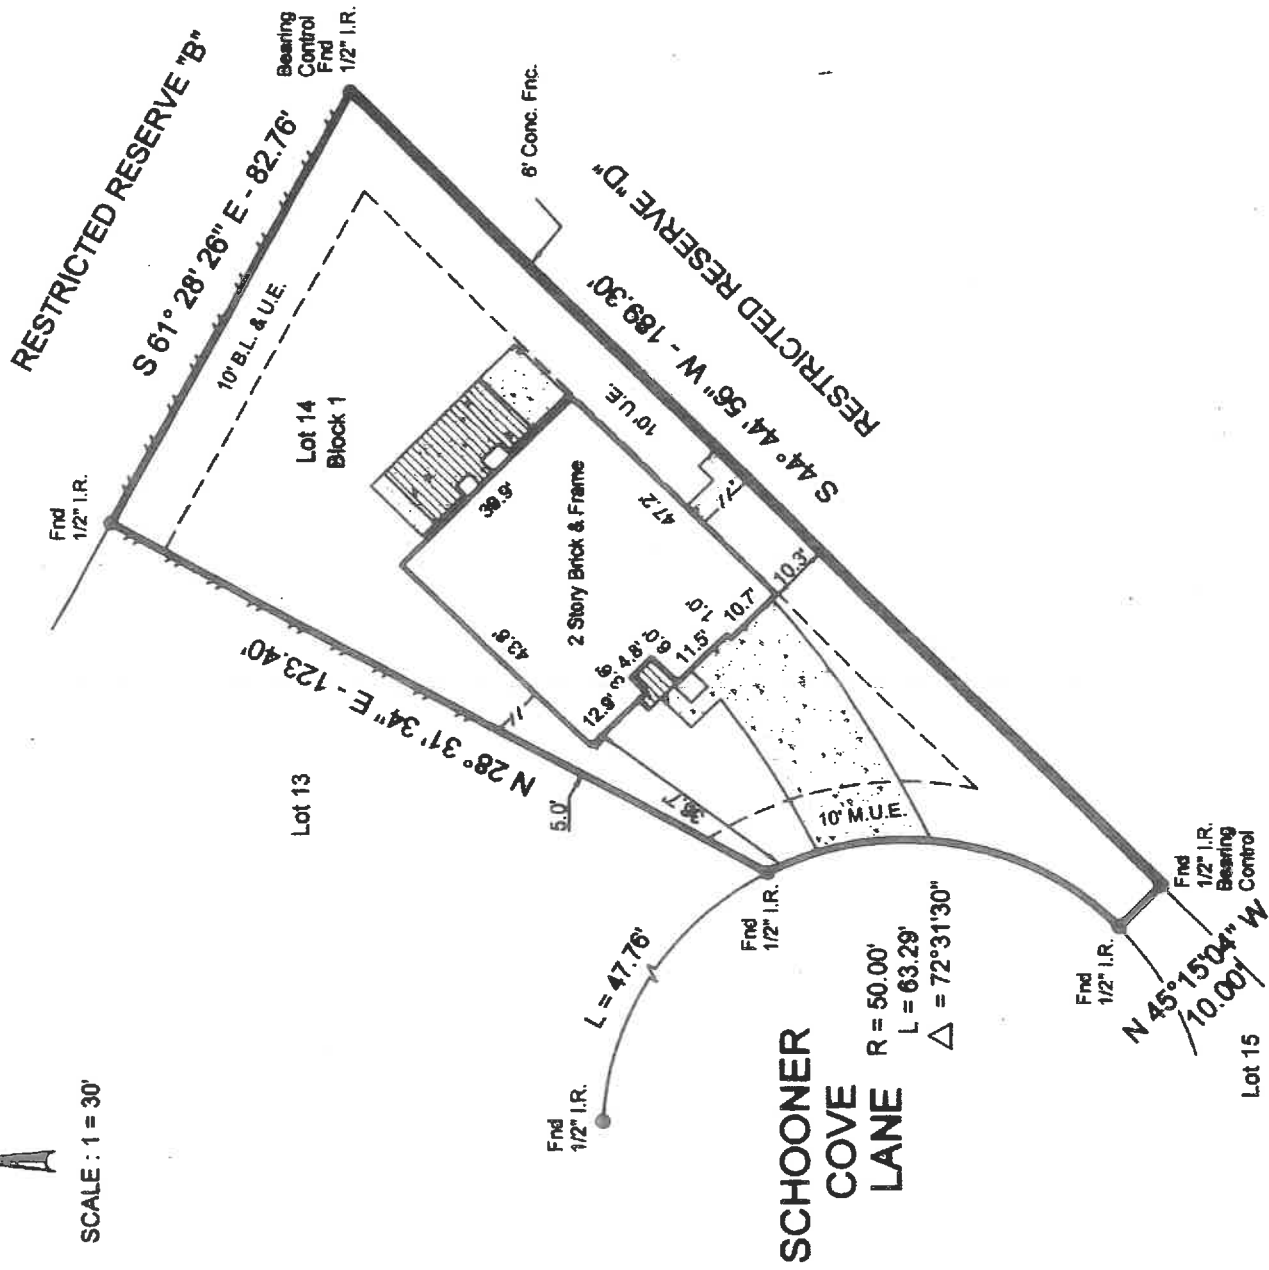 RESTRICTED RESERVE "B"
Bearing
Control
Fnd
1/2" I.R.
S 61° 28' 26" E - 82.76'
10' B.L. & U.E.
Fnd
1/2" I.R.
Lot 14
Block 1
6' Conc. Fnc.
RESTRICTED RESERVE "D"
S 44° 44' 56" W - 189.30'
10' U.E.
39.9'
2 Story Brick & Frame
47.2'
43.8'
N 28° 31' 34" E - 123.40'
Lot 13
5.0'
12.9'
3.6'
4.8'
6.0'
11.5'
1.0'
10.7'
10.3'
38.7'
10' M.U.E.
Fnd
1/2" I.R.
L = 47.76'
Fnd
1/2" I.R.
SCHOONER
COVE
LANE
R = 50.00'
L = 63.29'
△ = 72°31'30"
Fnd
1/2" I.R.
Fnd
1/2" I.R.
Bearing
Control
N 45°15'04" W
10.00'
Lot 15
SCALE : 1 = 30'